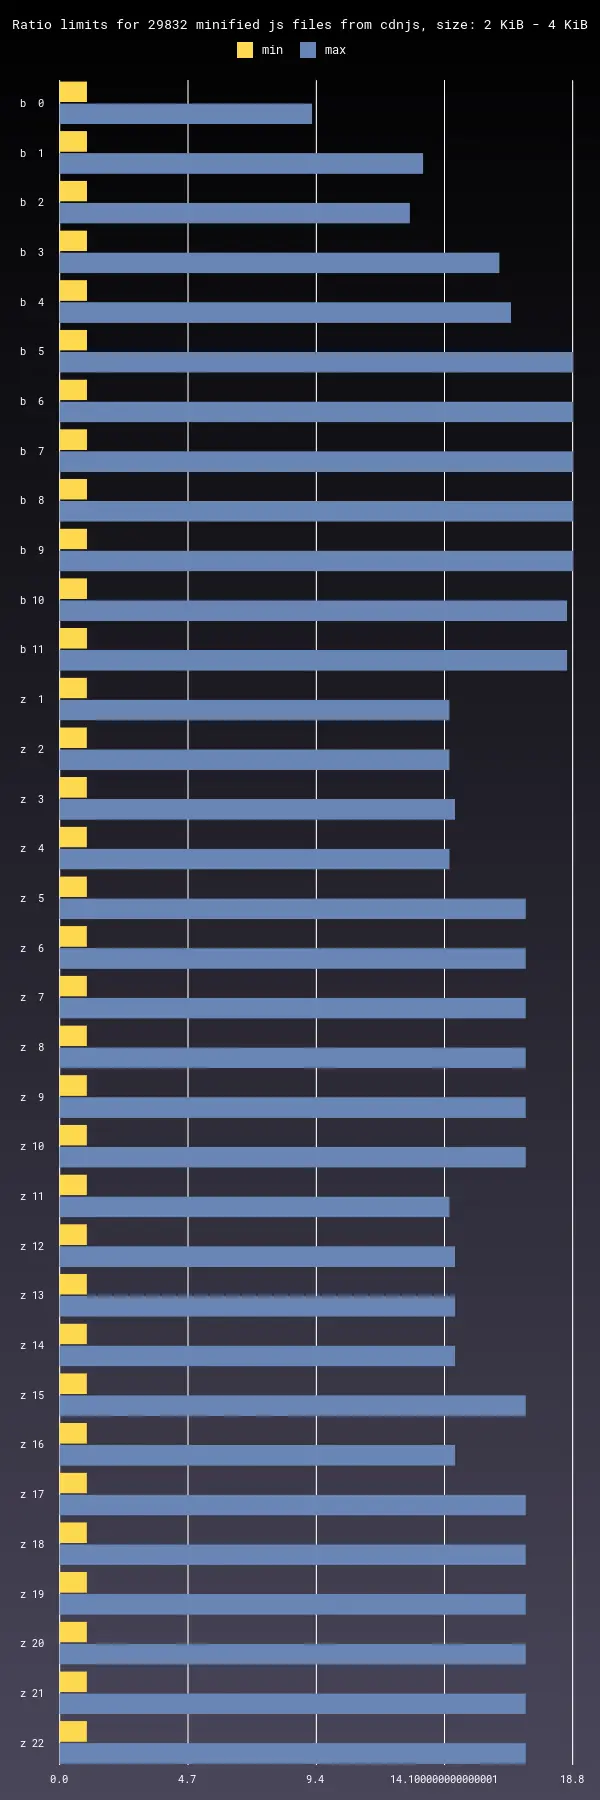 Ratio limits for 29832 minified js files from cdnjs, size: 2 KiB - 4 KiB
min max
b 0
b 1
b 2
b 3
b 4
b 5
b 6
b 7
b 8
b 9
b 10
b 11
z 1
z 2
z 3
z 4
z 5
z 6
z 7
z 8
z 9
z 10
z 11
z 12
z 13
z 14
z 15
z 16
z 17
z 18
z 19
z 20
z 21
z 22
0.0 4.7 9.4 14.100000000000001 18.8